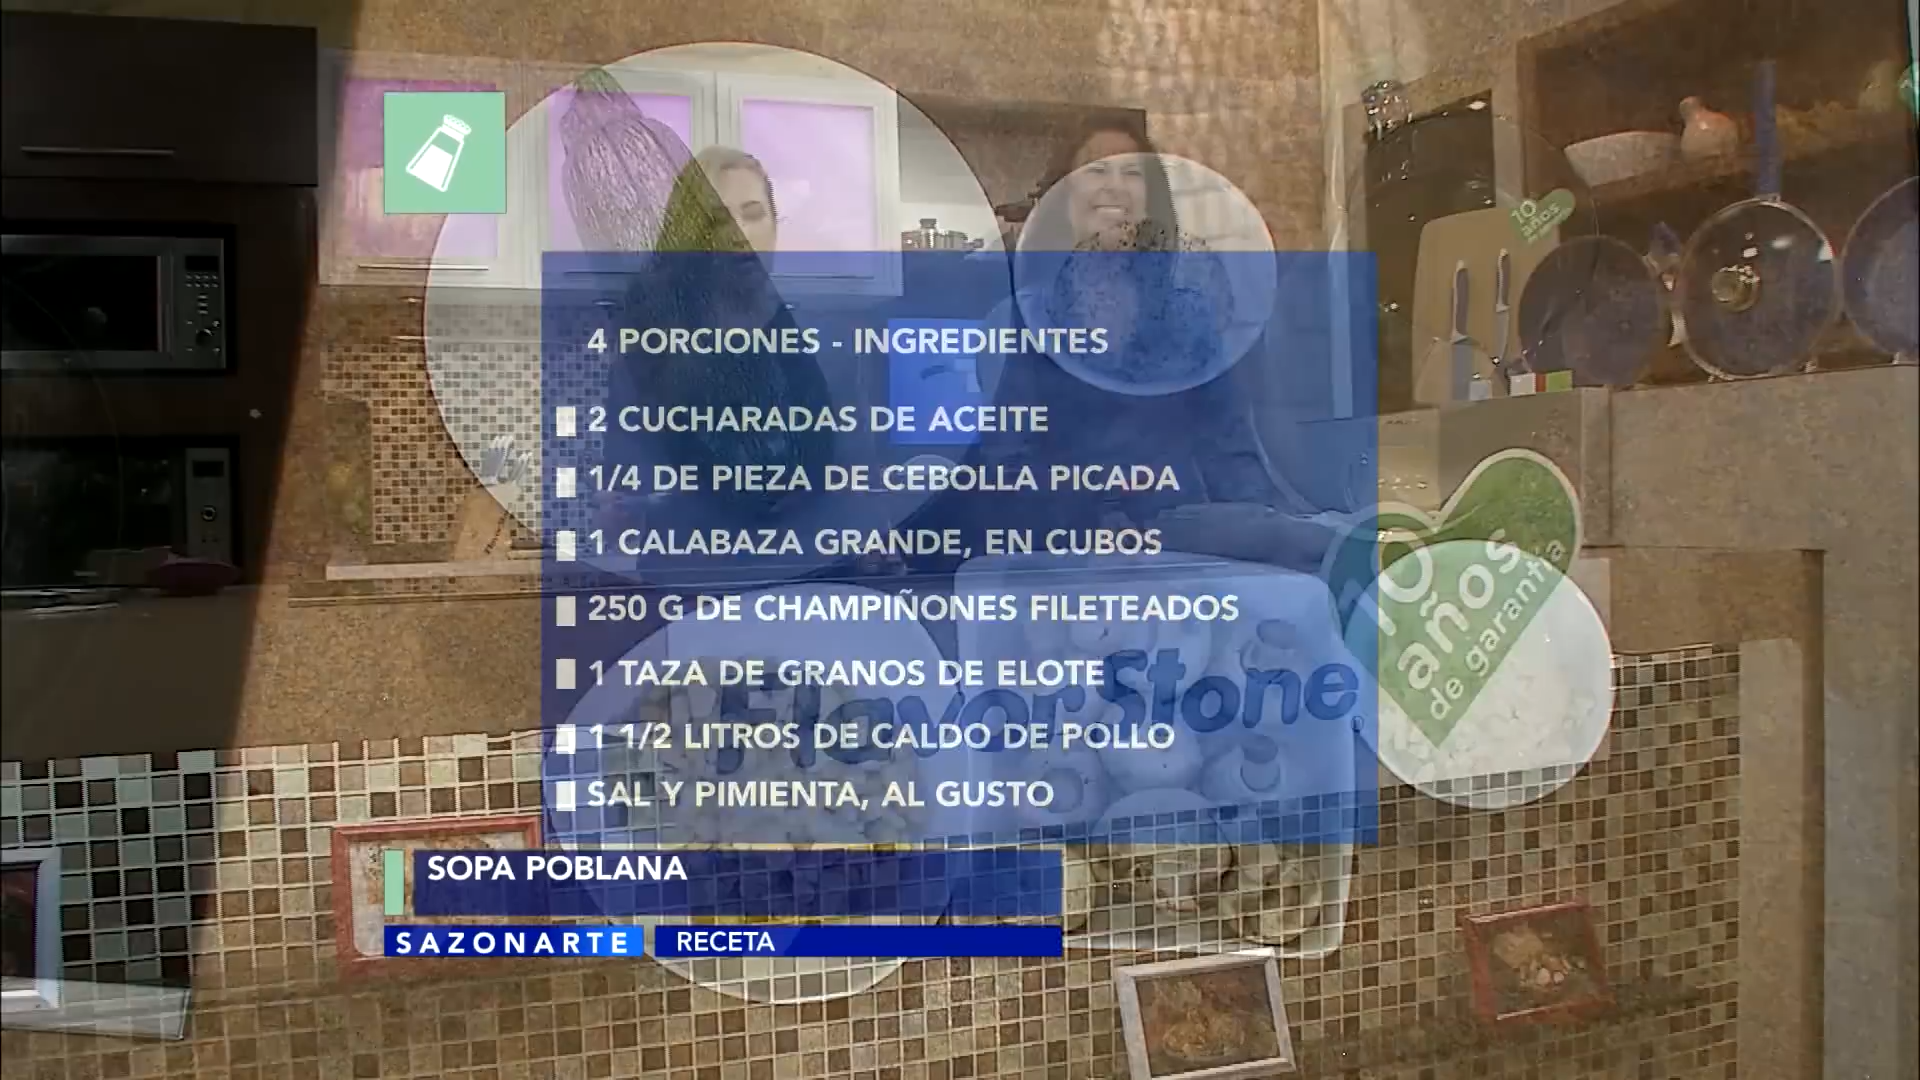 4 PORCIONES - INGREDIENTES
2 CUCHARADAS DE ACEITE
1/4 DE PIEZA DE CEBOLLA PICADA
1 CALABAZA GRANDE, EN CUBOS
250 G DE CHAMPIÑONES FILETEADOS
1 TAZA DE GRANOS DE ELOTE
1 1/2 LITROS DE CALDO DE POLLO
SAL Y PIMIENTA, AL GUSTO
SOPA POBLANA
SAZONARTE RECETA
FlavorStone
10
años
de garantía
10
años